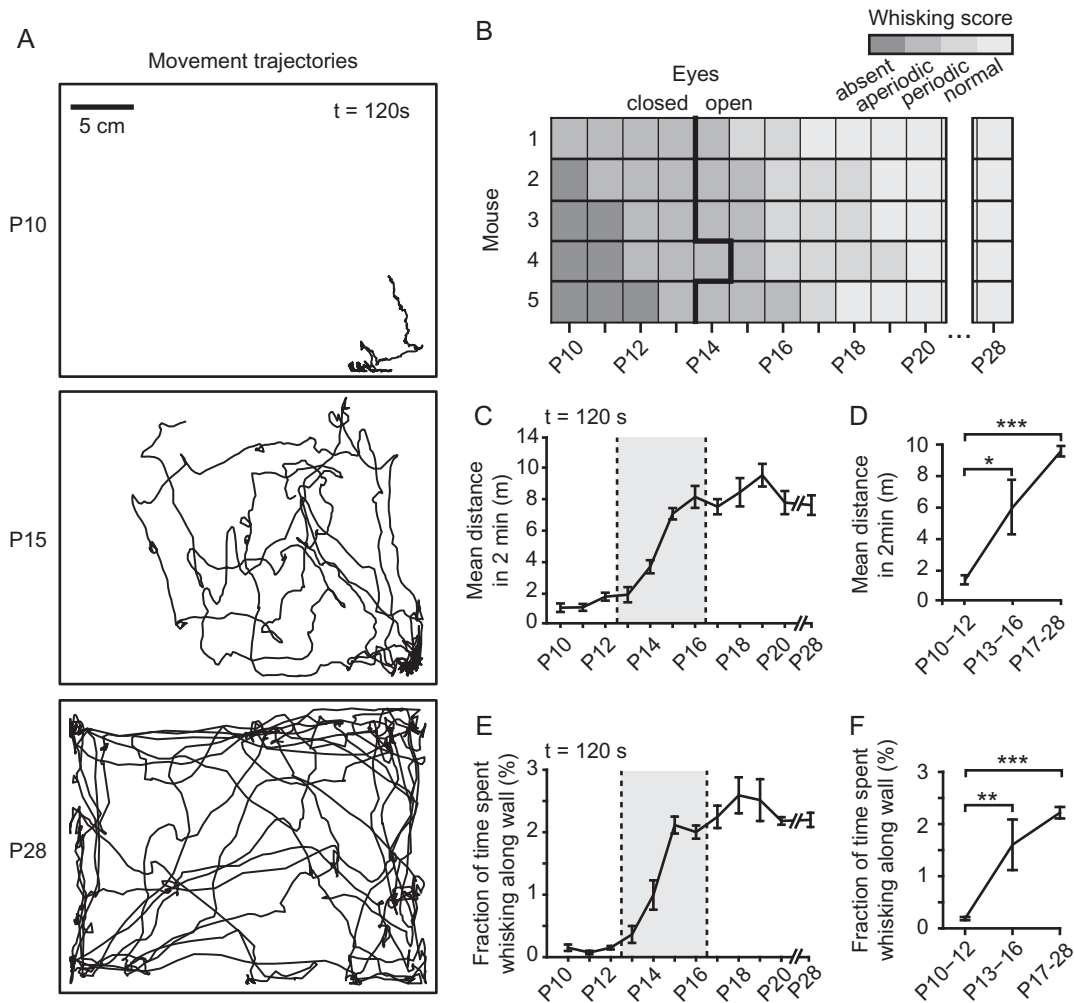 A
Movement trajectories
5 cm
t = 120s
P10
P15
P28
B
Whisking score
absent
aperiodic
periodic
normal
Eyes
closed open
Mouse
1
2
3
4
5
P10 P12 P14 P16 P18 P20 ... P28
C
t = 120 s
Mean distance
in 2 min (m)
14
12
10
8
6
4
2
0
P10 P12 P14 P16 P18 P20 P28
D
Mean distance
in 2min (m)
***
*
10
8
6
4
2
0
P10–12 P13–16 P17-28
E
t = 120 s
Fraction of time spent
whisking along wall (%)
3
2
1
0
P10 P12 P14 P16 P18 P20 P28
F
Fraction of time spent
whisking along wall (%)
***
**
3
2
1
0
P10–12 P13–16 P17-28